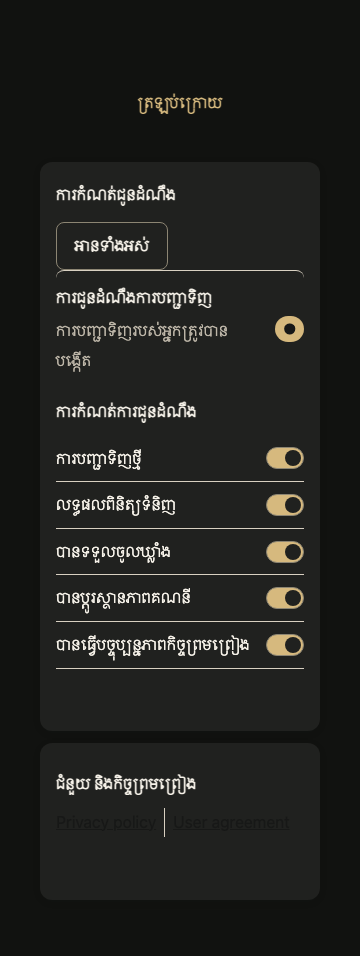 ត្រឡប់ក្រោយ
ការកំណត់ជូនដំណឹង
អានទាំងអស់
ការជូនដំណឹងការបញ្ជាទិញ
ការបញ្ជាទិញរបស់អ្នកត្រូវបាន
បង្កើត
ការកំណត់ការជូនដំណឹង
ការបញ្ជាទិញថ្មី
លទ្ធផលពិនិត្យទំនិញ
បានទទួលចូលឃ្លាំង
បានប្ដូរស្ថានភាពគណនី
បានធ្វើបច្ចុប្បន្នភាពកិច្ចព្រមព្រៀង
ជំនួយ និងកិច្ចព្រមព្រៀង
Privacy policy User agreement